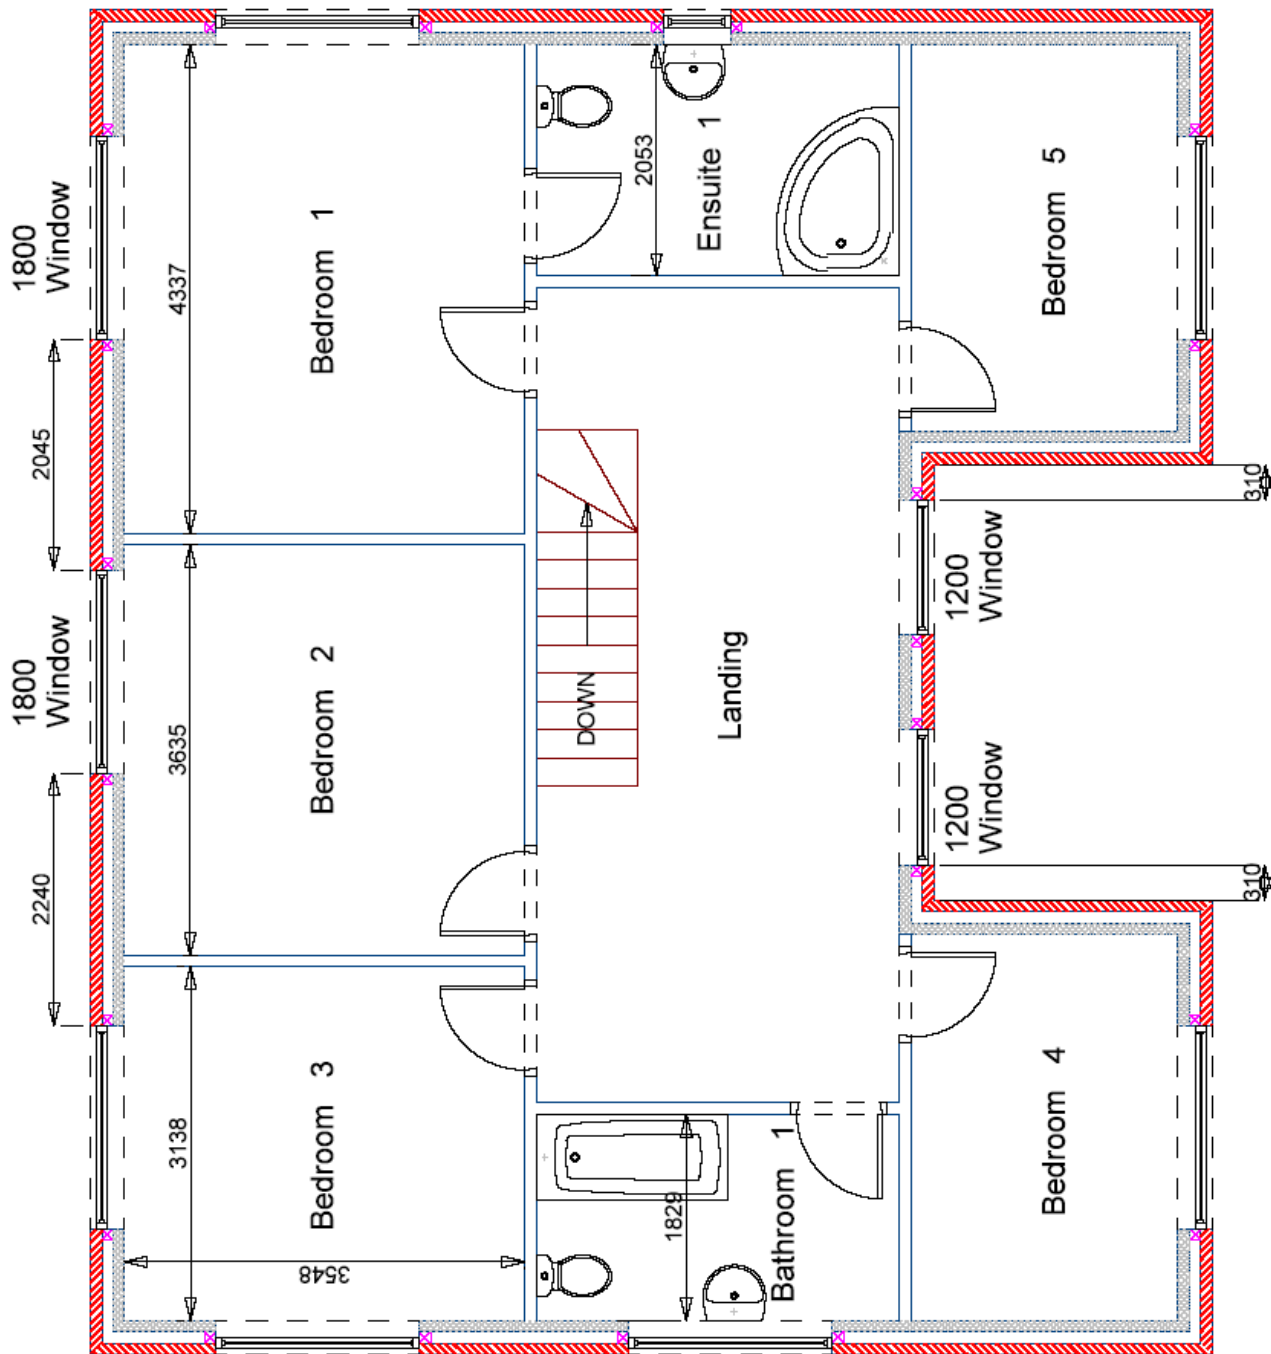 1800
Window
2045
1800
Window
2240
4337
Bedroom 1
2053
Ensuite 1
Bedroom 5
310
3635
Bedroom 2
DOWN
Landing
1200
Window
1200
Window
310
3138
Bedroom 3
3548
1829
Bathroom 1
Bedroom 4